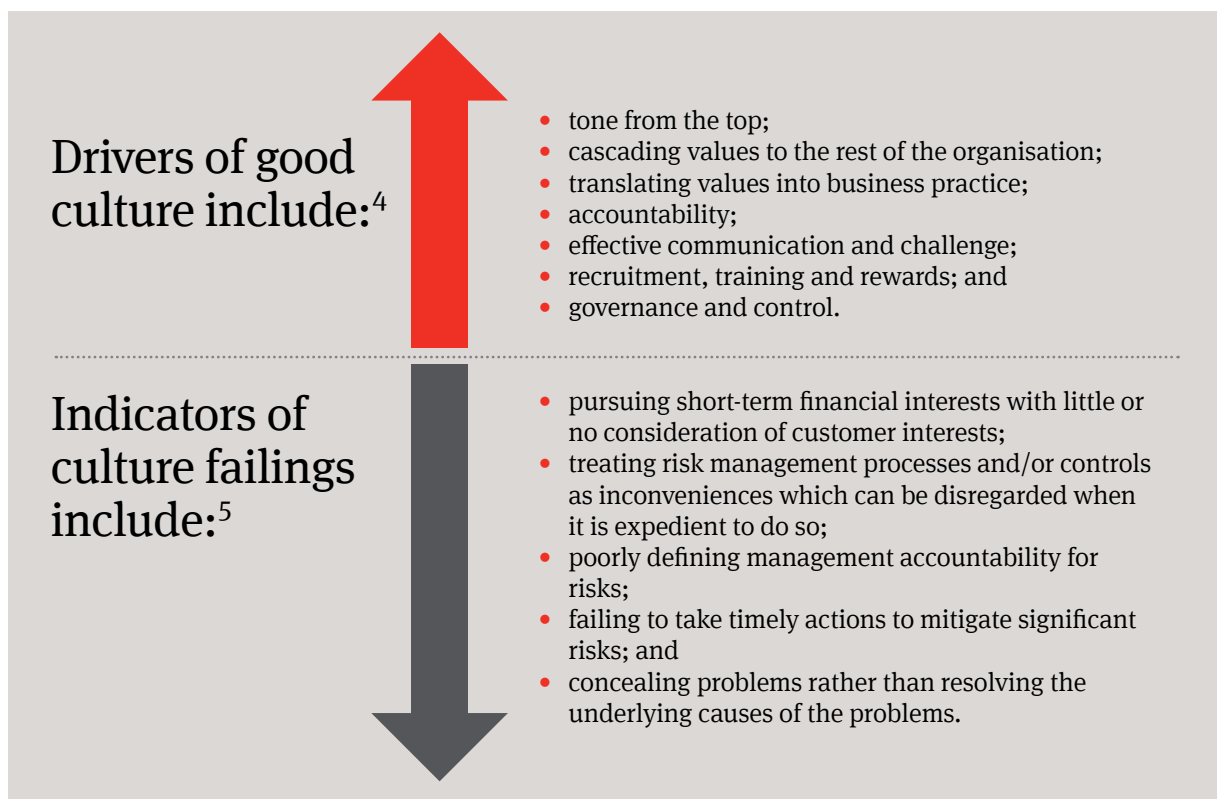 Drivers of good
culture include:4
• tone from the top;
• cascading values to the rest of the organisation;
• translating values into business practice;
• accountability;
• effective communication and challenge;
• recruitment, training and rewards; and
• governance and control.
Indicators of
culture failings
include:5
• pursuing short-term financial interests with little or
no consideration of customer interests;
• treating risk management processes and/or controls
as inconveniences which can be disregarded when
it is expedient to do so;
• poorly defining management accountability for
risks;
• failing to take timely actions to mitigate significant
risks; and
• concealing problems rather than resolving the
underlying causes of the problems.